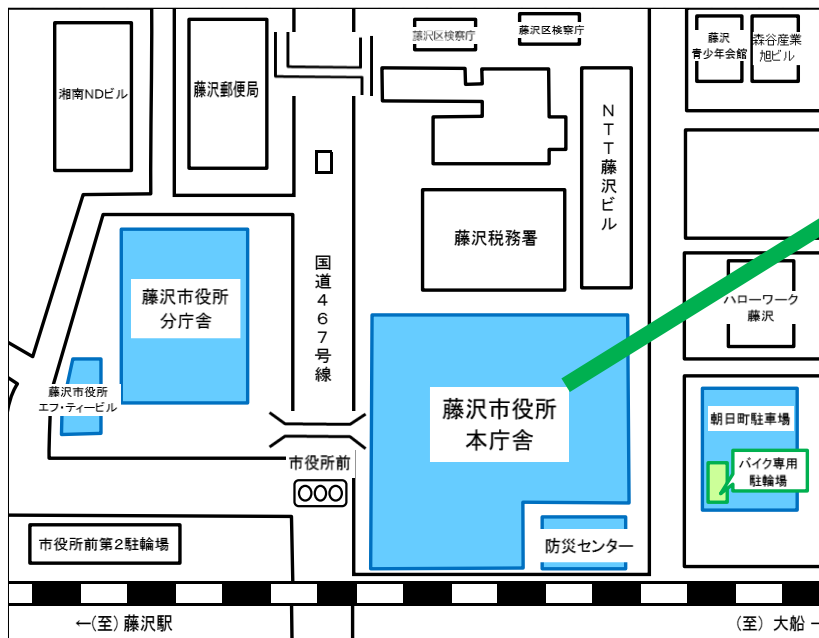 藤沢区検察庁
藤沢区検察庁
藤沢
青少年会館
森谷産業
旭ビル
湘南NDビル
藤沢郵便局
NTT藤沢ビル
藤沢税務署
国道467号線
藤沢市役所
分庁舎
ハローワーク
藤沢
藤沢市役所
エフ・ティービル
藤沢市役所
本庁舎
朝日町駐車場
バイク専用
駐輪場
市役所前
市役所前第2駐輪場
防災センター
←(至) 藤沢駅
(至) 大船→